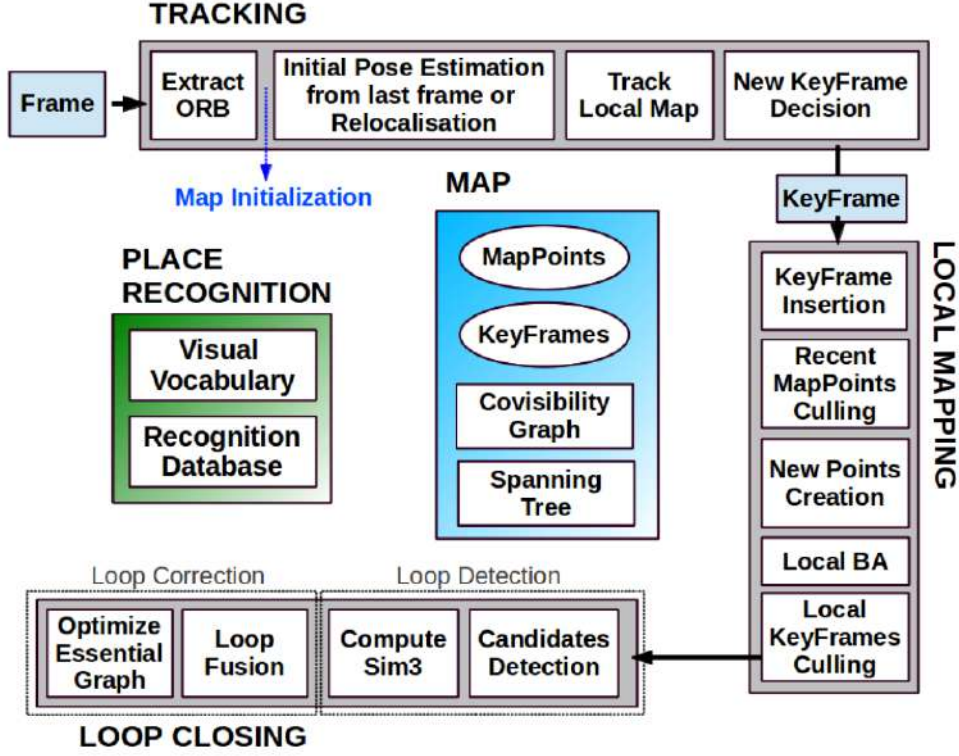 TRACKING
Frame
Extract
ORB
Initial Pose Estimation
from last frame or
Relocalisation
Track
Local Map
New KeyFrame
Decision
Map Initialization
KeyFrame
MAP
MapPoints
KeyFrames
Covisibility
Graph
Spanning
Tree
PLACE
RECOGNITION
Visual
Vocabulary
Recognition
Database
LOCAL MAPPING
KeyFrame
Insertion
Recent
MapPoints
Culling
New Points
Creation
Local BA
Local
KeyFrames
Culling
Loop Correction
Loop Detection
Optimize
Essential
Graph
Loop
Fusion
Compute
Sim3
Candidates
Detection
LOOP CLOSING